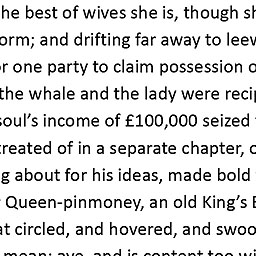 he best of wives she is, though sh
orm; and drifting far away to leew
r one party to claim possession o
the whale and the lady were recip
soul's income of £100,000 seized
treated of in a separate chapter, o
g about for his ideas, made bold
Queen-pinmoney, an old King's E
at circled, and hovered, and swoo
mean; aye, and is content too wi